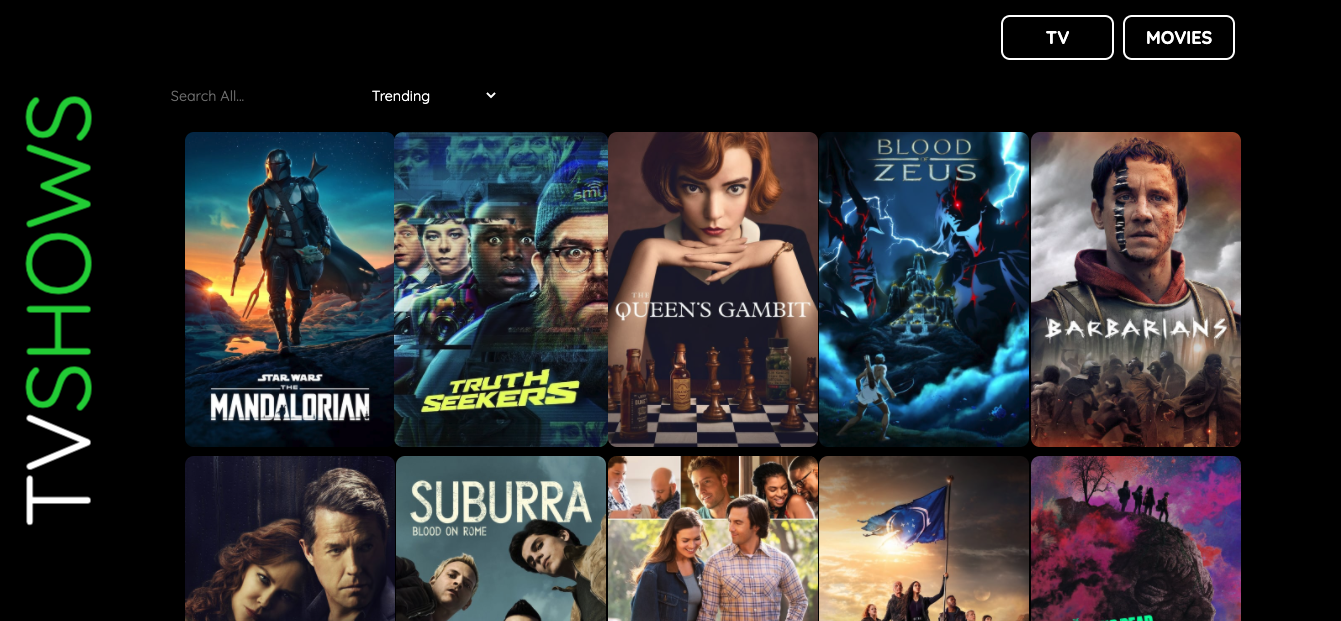 TV
MOVIES
Search All...
Trending
TVSHOWS
STAR WARS
THE
MANDALORIAN
smy
TRUTH
SEEKERS
THE
QUEEN'S GAMBIT
BLOOD
OF
ZEUS
BARBARIANS
SUBURRA
BLOOD ON ROME